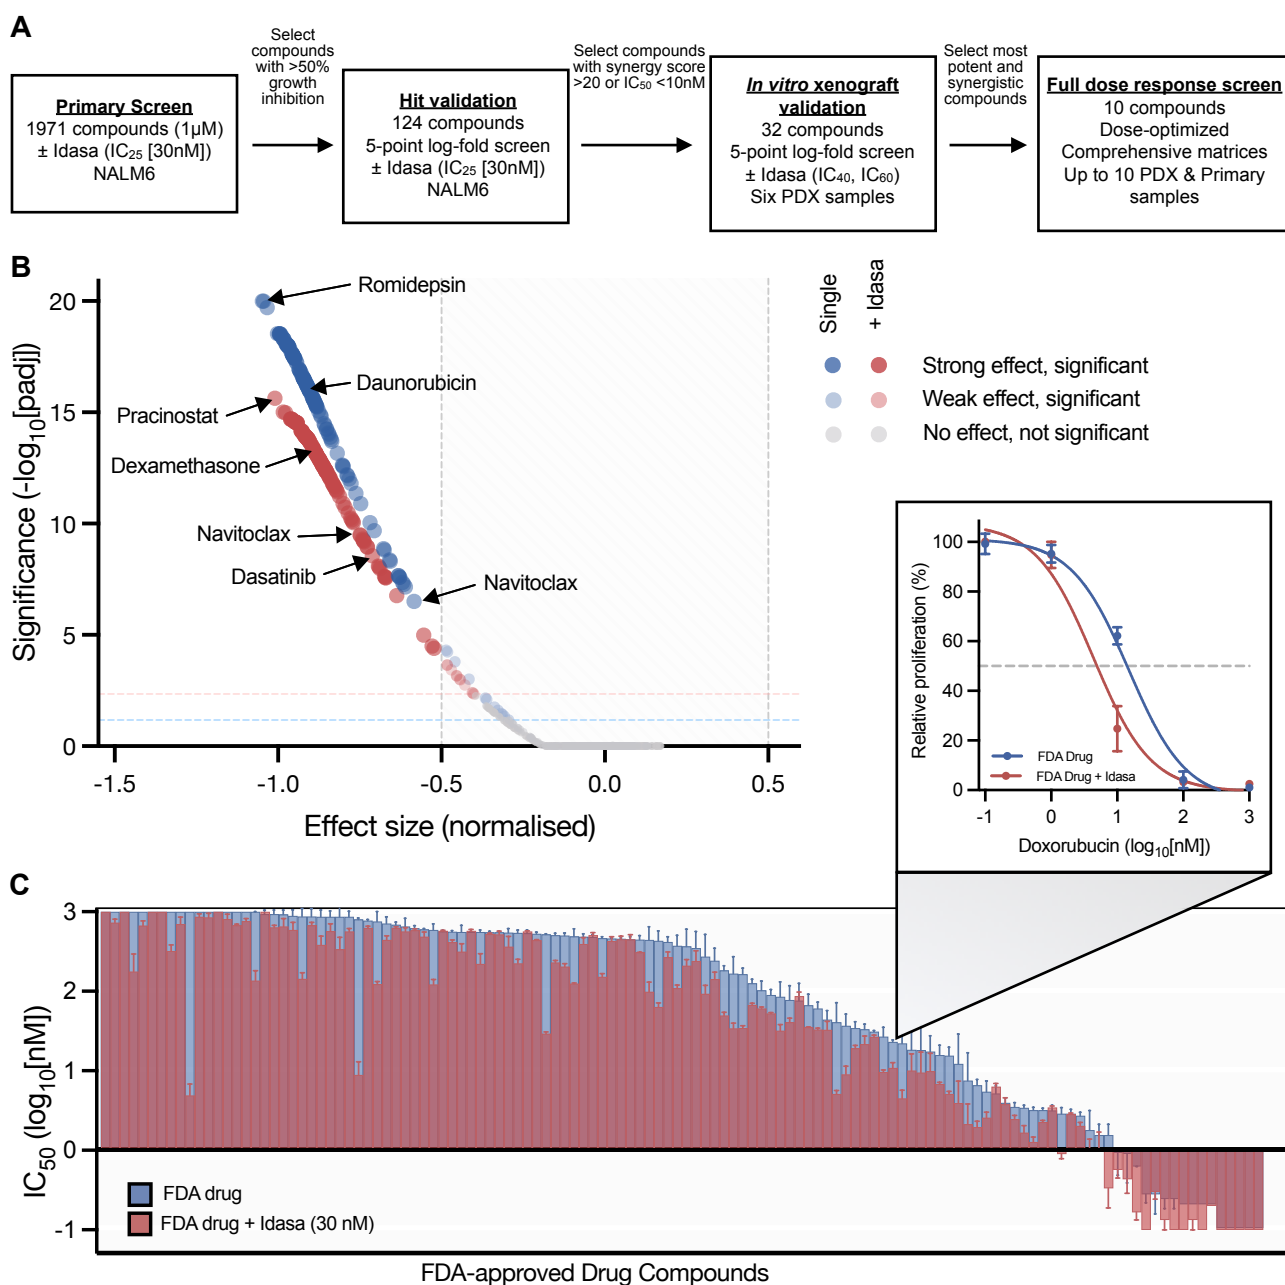 A
Primary Screen
1971 compounds (1µM)
± Idasa (IC25 [30nM])
NALM6
Select
compounds
with >50%
growth
inhibition
Hit validation
124 compounds
5-point log-fold screen
± Idasa (IC25 [30nM])
NALM6
Select compounds
with synergy score
>20 or IC50 <10nM
In vitro xenograft
validation
32 compounds
5-point log-fold screen
± Idasa (IC40, IC60)
Six PDX samples
Select most
potent and
synergistic
compounds
Full dose response screen
10 compounds
Dose-optimized
Comprehensive matrices
Up to 10 PDX & Primary
samples
B
Significance (-log10[padj])
20
15
10
5
0
-1.5
-1.0
-0.5
0.0
0.5
Effect size (normalised)
Romidepsin
Daunorubicin
Pracinostat
Dexamethasone
Navitoclax
Dasatinib
Navitoclax
Single
+ Idasa
Strong effect, significant
Weak effect, significant
No effect, not significant
Relative proliferation (%)
100
80
60
40
20
0
FDA Drug
FDA Drug + Idasa
-1
0
1
2
3
Doxorubucin (log10[nM])
C
IC50 (log10[nM])
3
2
1
0
-1
FDA drug
FDA drug + Idasa (30 nM)
FDA-approved Drug Compounds